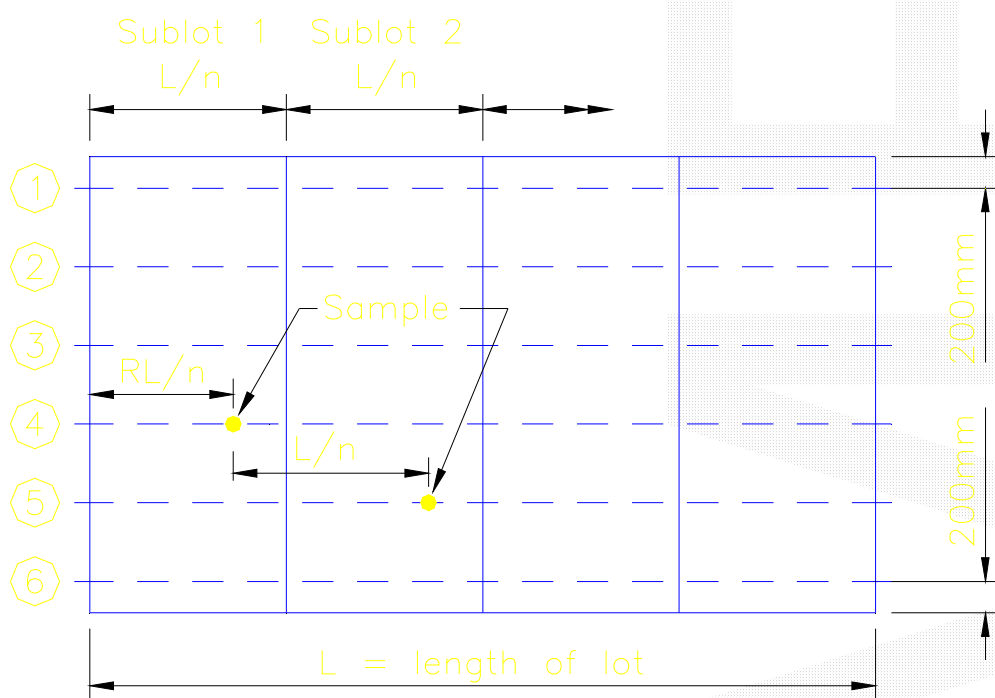 Sublot 1 Sublot 2
L/n L/n
1
2
Sample
3
RL/n
4
L/n
5
6
200mm
200mm
L = length of lot